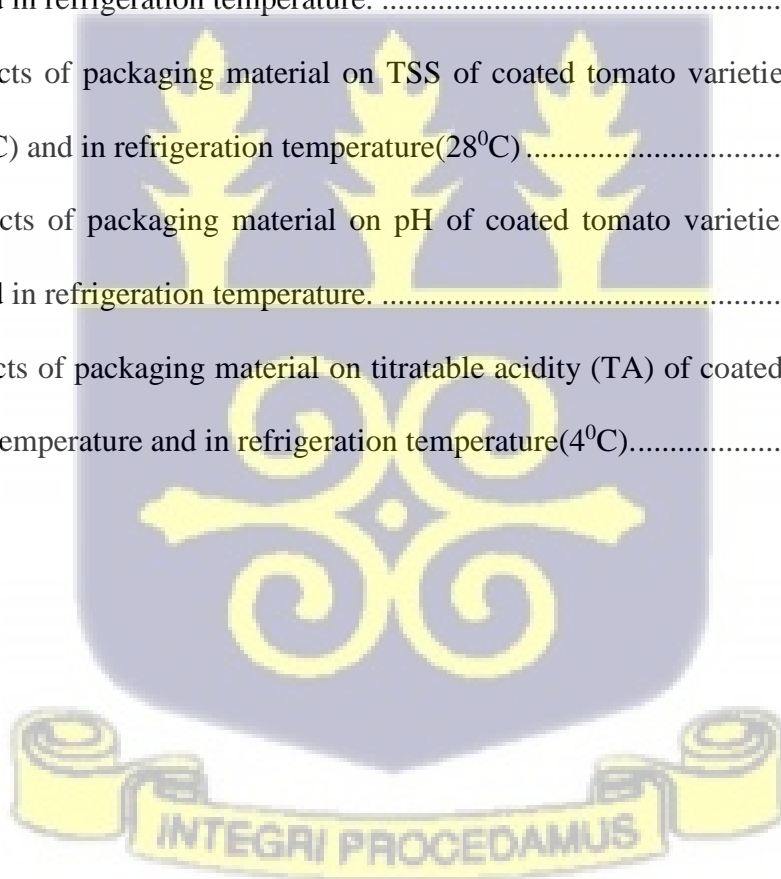 in refrigeration temperature. ....................................................
cts of packaging material on TSS of coated tomato varietie
C) and in refrigeration temperature(28⁰C) ................................
cts of packaging material on pH of coated tomato varietie
in refrigeration temperature. ....................................................
cts of packaging material on titratable acidity (TA) of coated
temperature and in refrigeration temperature(4⁰C)....................
INTEGRI PROCEDAMUS